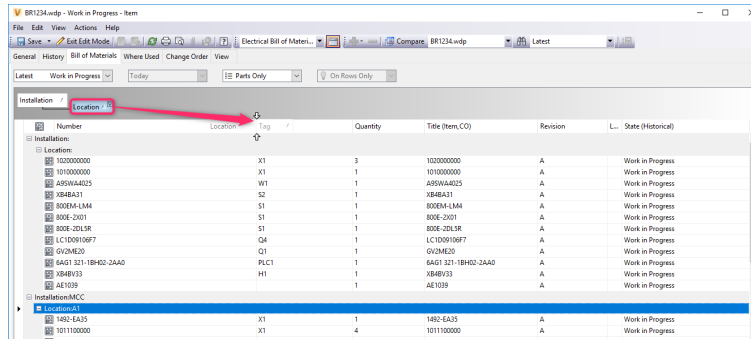 BR1234.wdp - Work in Progress - Item
File Edit View Actions Help
Save Exit Edit Mode Electrical Bill of Materi... Compare BR1234.wdp Latest
General History Bill of Materials Where Used Change Order View
Latest Work in Progress Today Parts Only On Rows Only
Installation
Location
Number Location Tag Quantity Title (Item,CO) Revision L... State (Historical)
Installation:
Location:
1020000000 X1 3 1020000000 A Work in Progress
1010000000 X1 1 1010000000 A Work in Progress
A9SWA4025 W1 1 A9SWA4025 A Work in Progress
XB4BA31 S2 1 XB4BA31 A Work in Progress
800EM-LM4 S1 1 800EM-LM4 A Work in Progress
800E-2X01 S1 1 800E-2X01 A Work in Progress
800E-2DL5R S1 1 800E-2DL5R A Work in Progress
LC1D09106F7 Q4 1 LC1D09106F7 A Work in Progress
GV2ME20 Q1 1 GV2ME20 A Work in Progress
6AG1 321-1BH02-2AA0 PLC1 1 6AG1 321-1BH02-2AA0 A Work in Progress
XB4BV33 H1 1 XB4BV33 A Work in Progress
AE1039 1 AE1039 A Work in Progress
Installation:MCC
Location:A1
1492-EA35 X1 1 1492-EA35 A Work in Progress
1011100000 X1 4 1011100000 A Work in Progress